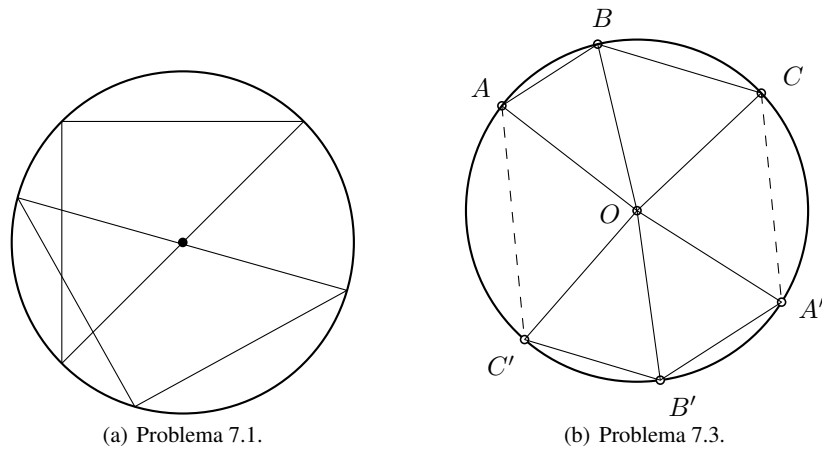 B
A
C
O
A′
C′
B′
(a) Problema 7.1.
(b) Problema 7.3.